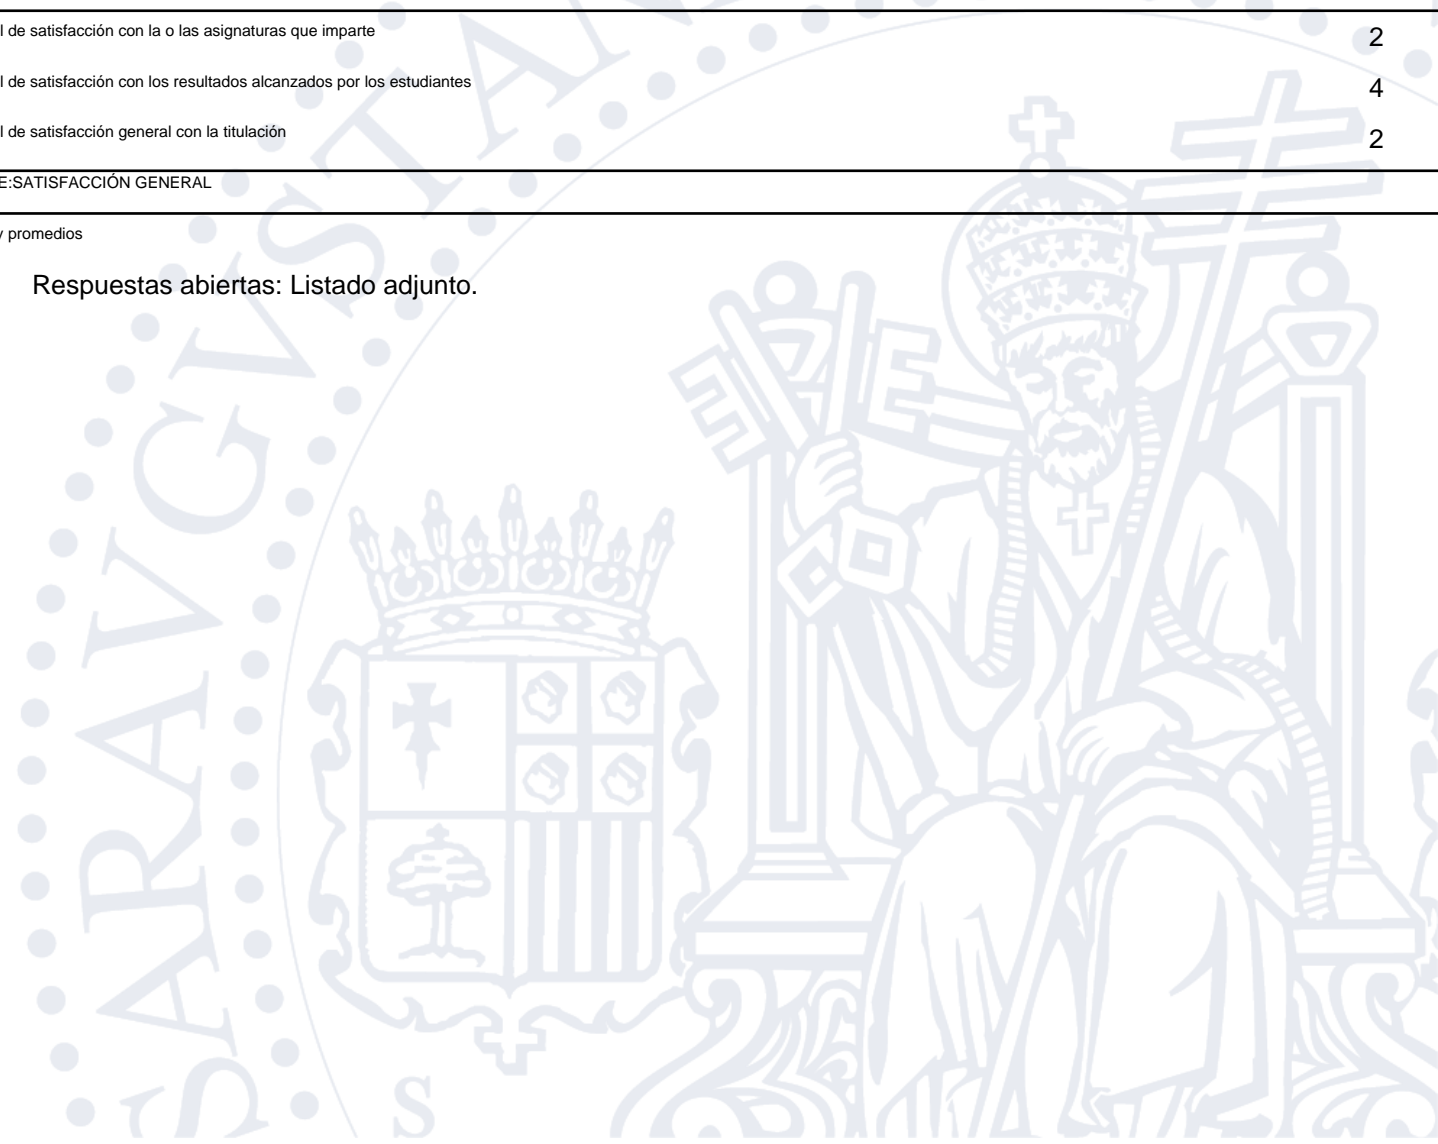 l de satisfacción con la o las asignaturas que imparte 2
l de satisfacción con los resultados alcanzados por los estudiantes 4
l de satisfacción general con la titulación 2
E:SATISFACCIÓN GENERAL
y promedios
Respuestas abiertas: Listado adjunto.
SARAVGVSTAN
S